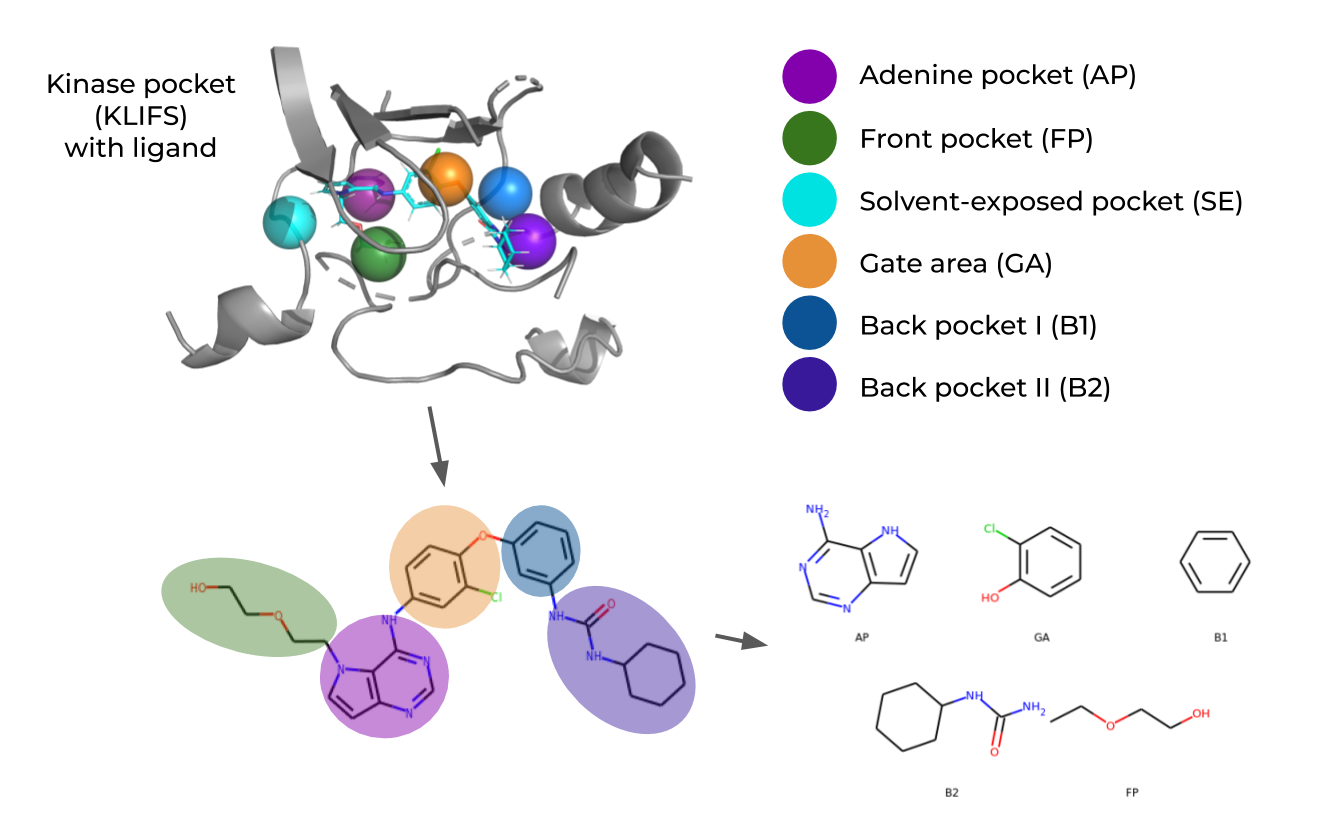 Kinase pocket
(KLIFS)
with ligand
Adenine pocket (AP)
Front pocket (FP)
Solvent-exposed pocket (SE)
Gate area (GA)
Back pocket I (B1)
Back pocket II (B2)
HO
O
O
Cl
NH
N
N
N
NH
O
NH
NH2
NH
N
N
AP
Cl
HO
GA
B1
NH
NH2
O
B2
O
OH
FP